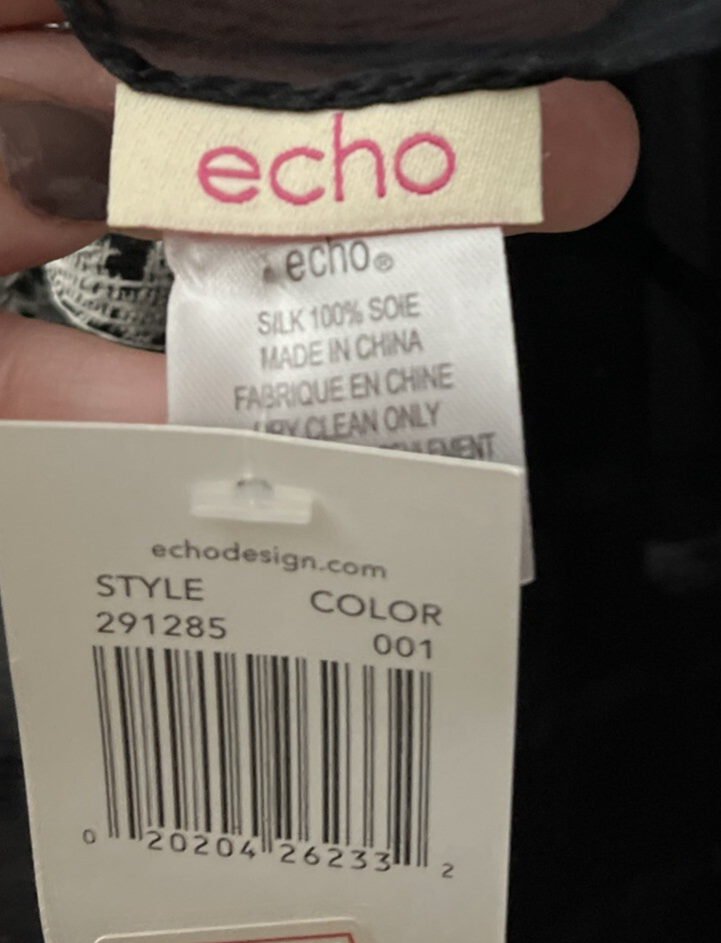 echo
echo®
SILK 100% SOIE
MADE IN CHINA
FABRIQUE EN CHINE
DRY CLEAN ONLY
echodesign.com
STYLE
291285
COLOR
001
0 20204 26233 2